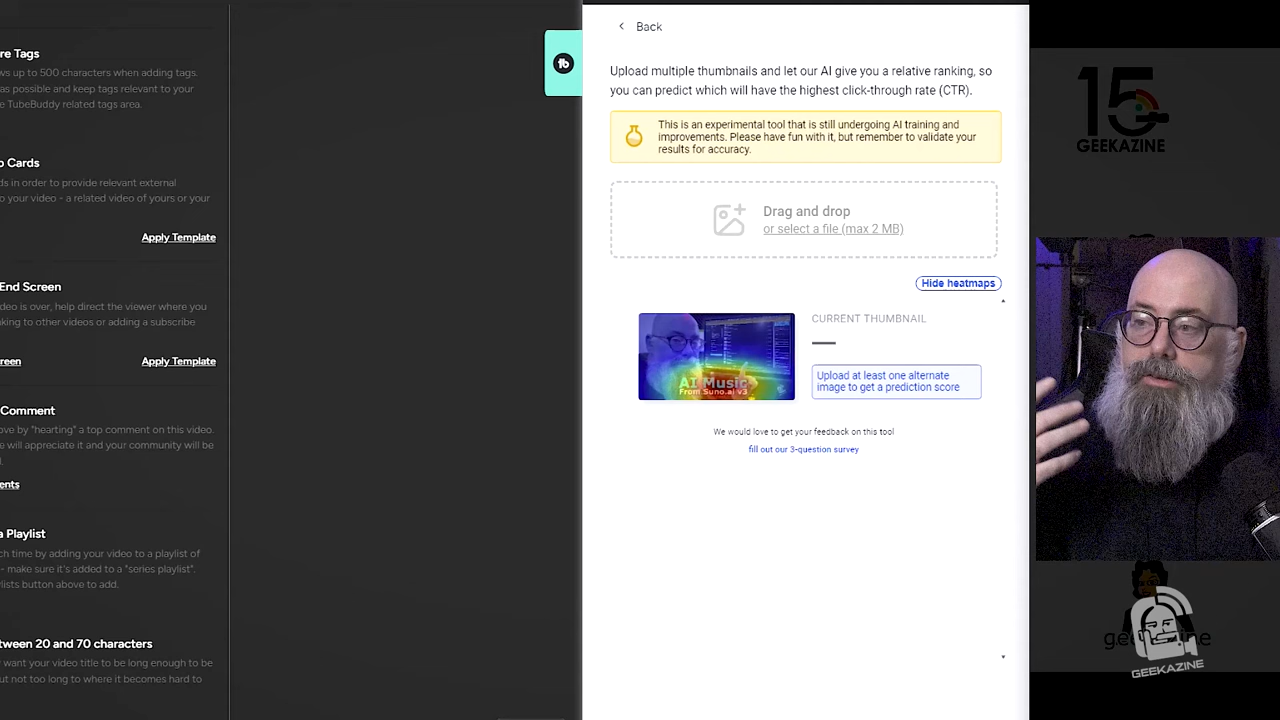 re Tags
ws up to 500 characters when adding tags.
as possible and keep tags relevant to your
e TubeBuddy related tags area.
o Cards
ds in order to provide relevant external
o your video - a related video of yours or your
Apply Template
End Screen
ideo is over, help direct the viewer where you
nking to other videos or adding a subscribe
reen
Apply Template
Comment
ove by "hearting" a top comment on this video.
e will appreciate it and your community will be
d.
ents
a Playlist
ch time by adding your video to a playlist of
- make sure it's added to a "series playlist".
lists button above to add.
tween 20 and 70 characters
want your video title to be long enough to be
ut not too long to where it becomes hard to
tb
Back
Upload multiple thumbnails and let our AI give you a relative ranking, so
you can predict which will have the highest click-through rate (CTR).
This is an experimental tool that is still undergoing AI training and
improvements. Please have fun with it, but remember to validate your
results for accuracy.
Drag and drop
or select a file (max 2 MB)
Hide heatmaps
AI Music
From Suno.ai v3
CURRENT THUMBNAIL
Upload at least one alternate
image to get a prediction score
We would love to get your feedback on this tool
fill out our 3-question survey
15
GEEKAZINE
geekazine
GEEKAZINE